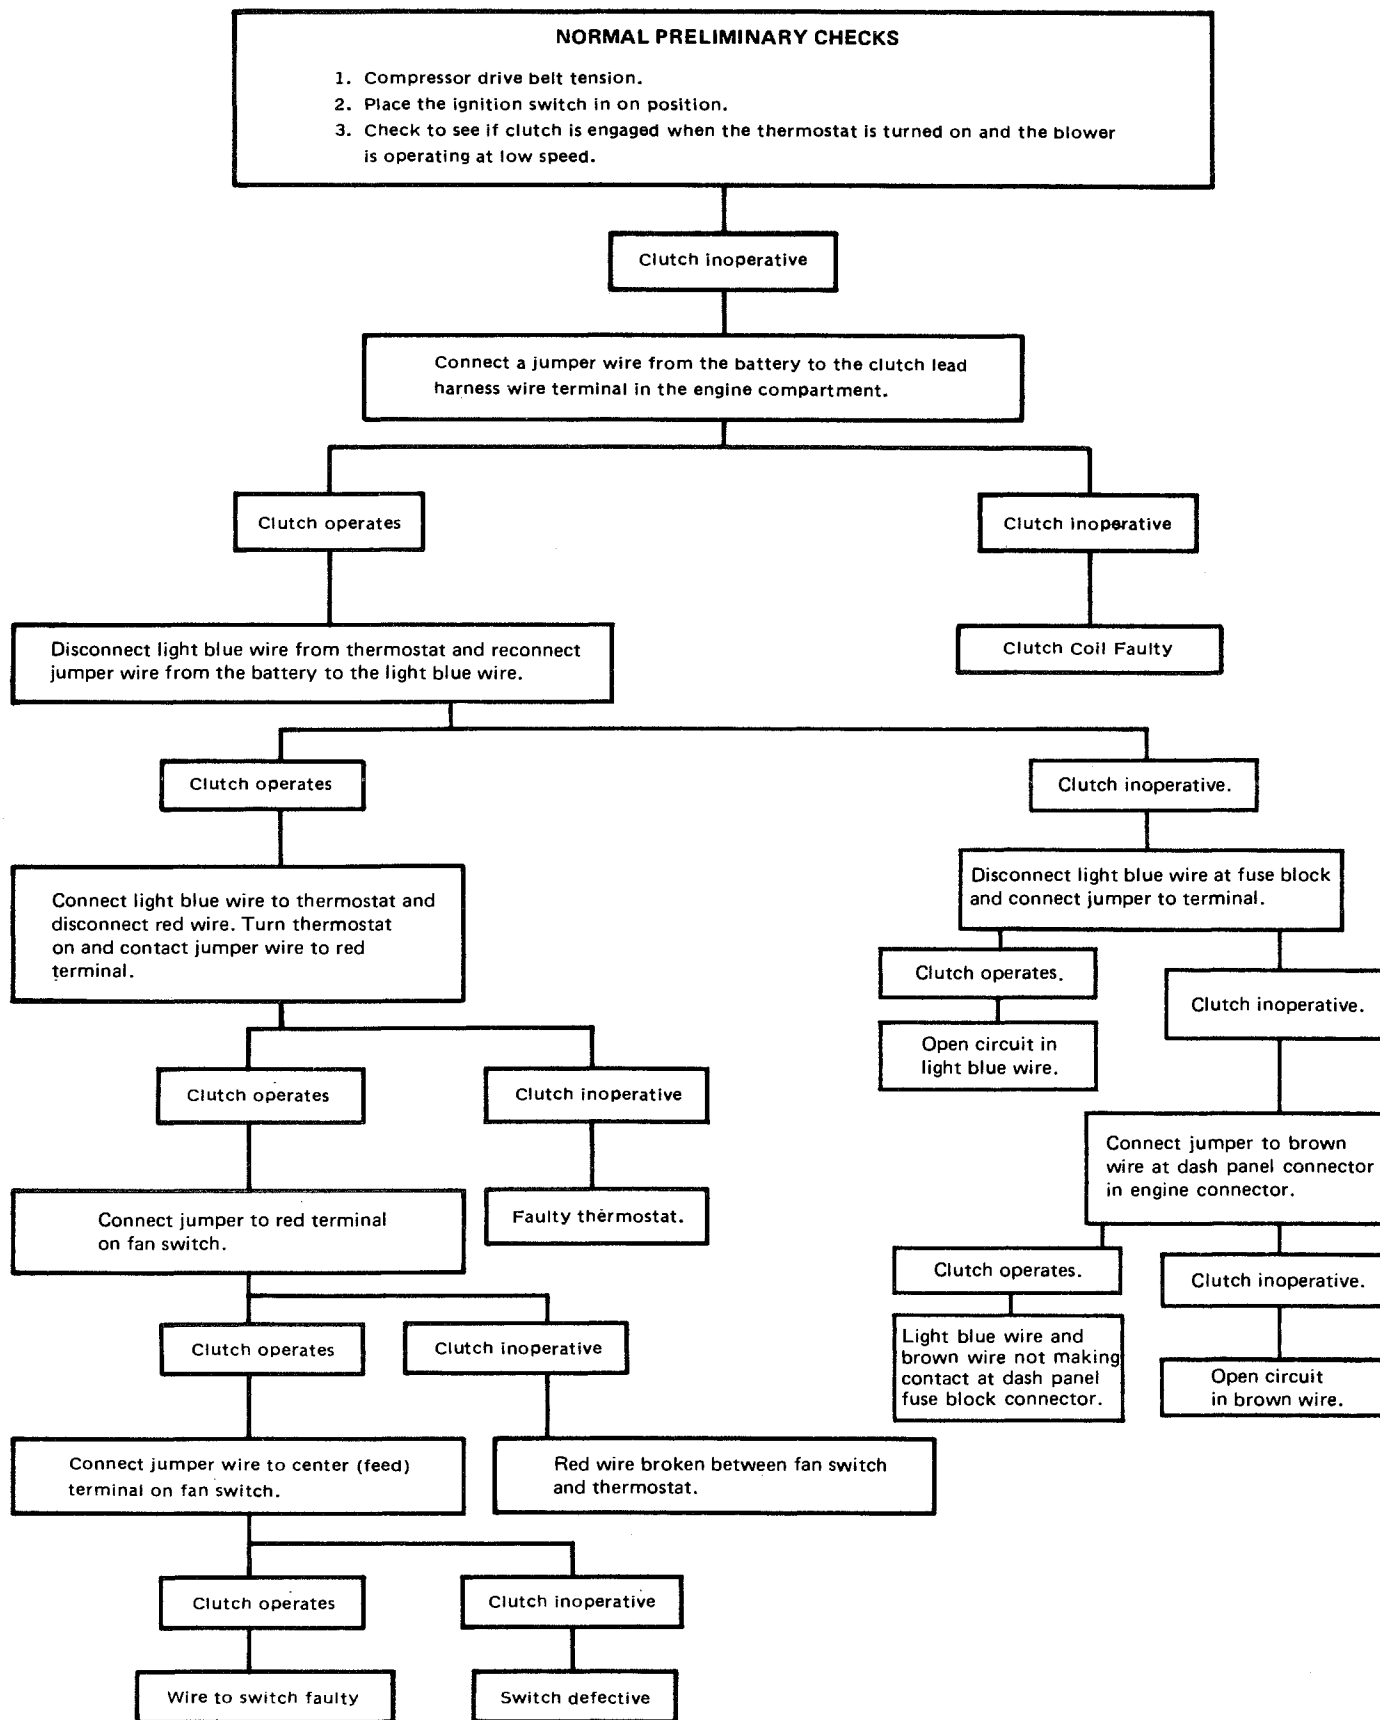 NORMAL PRELIMINARY CHECKS
1. Compressor drive belt tension.
2. Place the ignition switch in on position.
3. Check to see if clutch is engaged when the thermostat is turned on and the blower
is operating at low speed.
Clutch inoperative
Connect a jumper wire from the battery to the clutch lead
harness wire terminal in the engine compartment.
Clutch operates
Clutch inoperative
Disconnect light blue wire from thermostat and reconnect
jumper wire from the battery to the light blue wire.
Clutch Coil Faulty
Clutch operates
Clutch inoperative.
Connect light blue wire to thermostat and
disconnect red wire. Turn thermostat
on and contact jumper wire to red
terminal.
Disconnect light blue wire at fuse block
and connect jumper to terminal.
Clutch operates.
Clutch inoperative.
Open circuit in
light blue wire.
Clutch operates
Clutch inoperative
Connect jumper to brown
wire at dash panel connector
in engine connector.
Connect jumper to red terminal
on fan switch.
Faulty thermostat.
Clutch operates.
Clutch inoperative.
Clutch operates
Clutch inoperative
Light blue wire and
brown wire not making
contact at dash panel
fuse block connector.
Open circuit
in brown wire.
Connect jumper wire to center (feed)
terminal on fan switch.
Red wire broken between fan switch
and thermostat.
Clutch operates
Clutch inoperative
Wire to switch faulty
Switch defective